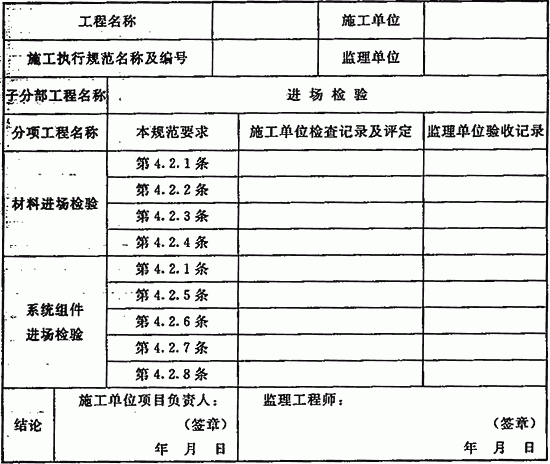 工程名称 施工单位
施工执行规范名称及编号 监理单位
子分部工程名称 进场检验
分项工程名称 本规范要求 施工单位检查记录及评定 监理单位验收记录
材料进场检验
第4.2.1条
第4.2.2条
第4.2.3条
第4.2.4条
系统组件
进场检验
第4.2.1条
第4.2.5条
第4.2.6条
第4.2.7条
第4.2.8条
结论
施工单位项目负责人：
（签章）
年 月 日
监理工程师：
（签章）
年 月 日